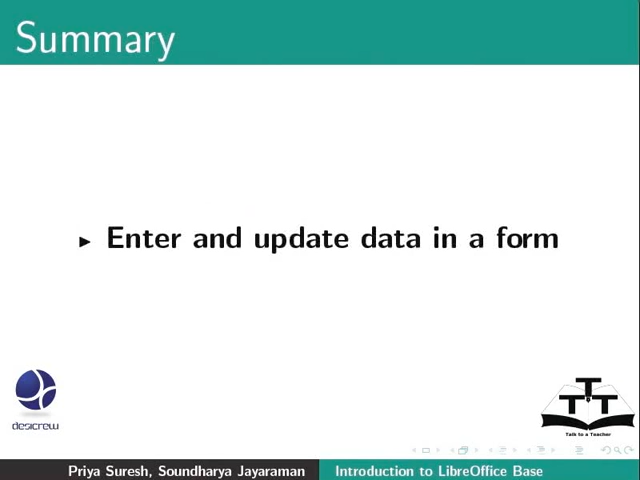 Summary
Enter and update data in a form
desicrew
T
T T
Talk to a Teacher
Priya Suresh, Soundharya Jayaraman
Introduction to LibreOffice Base